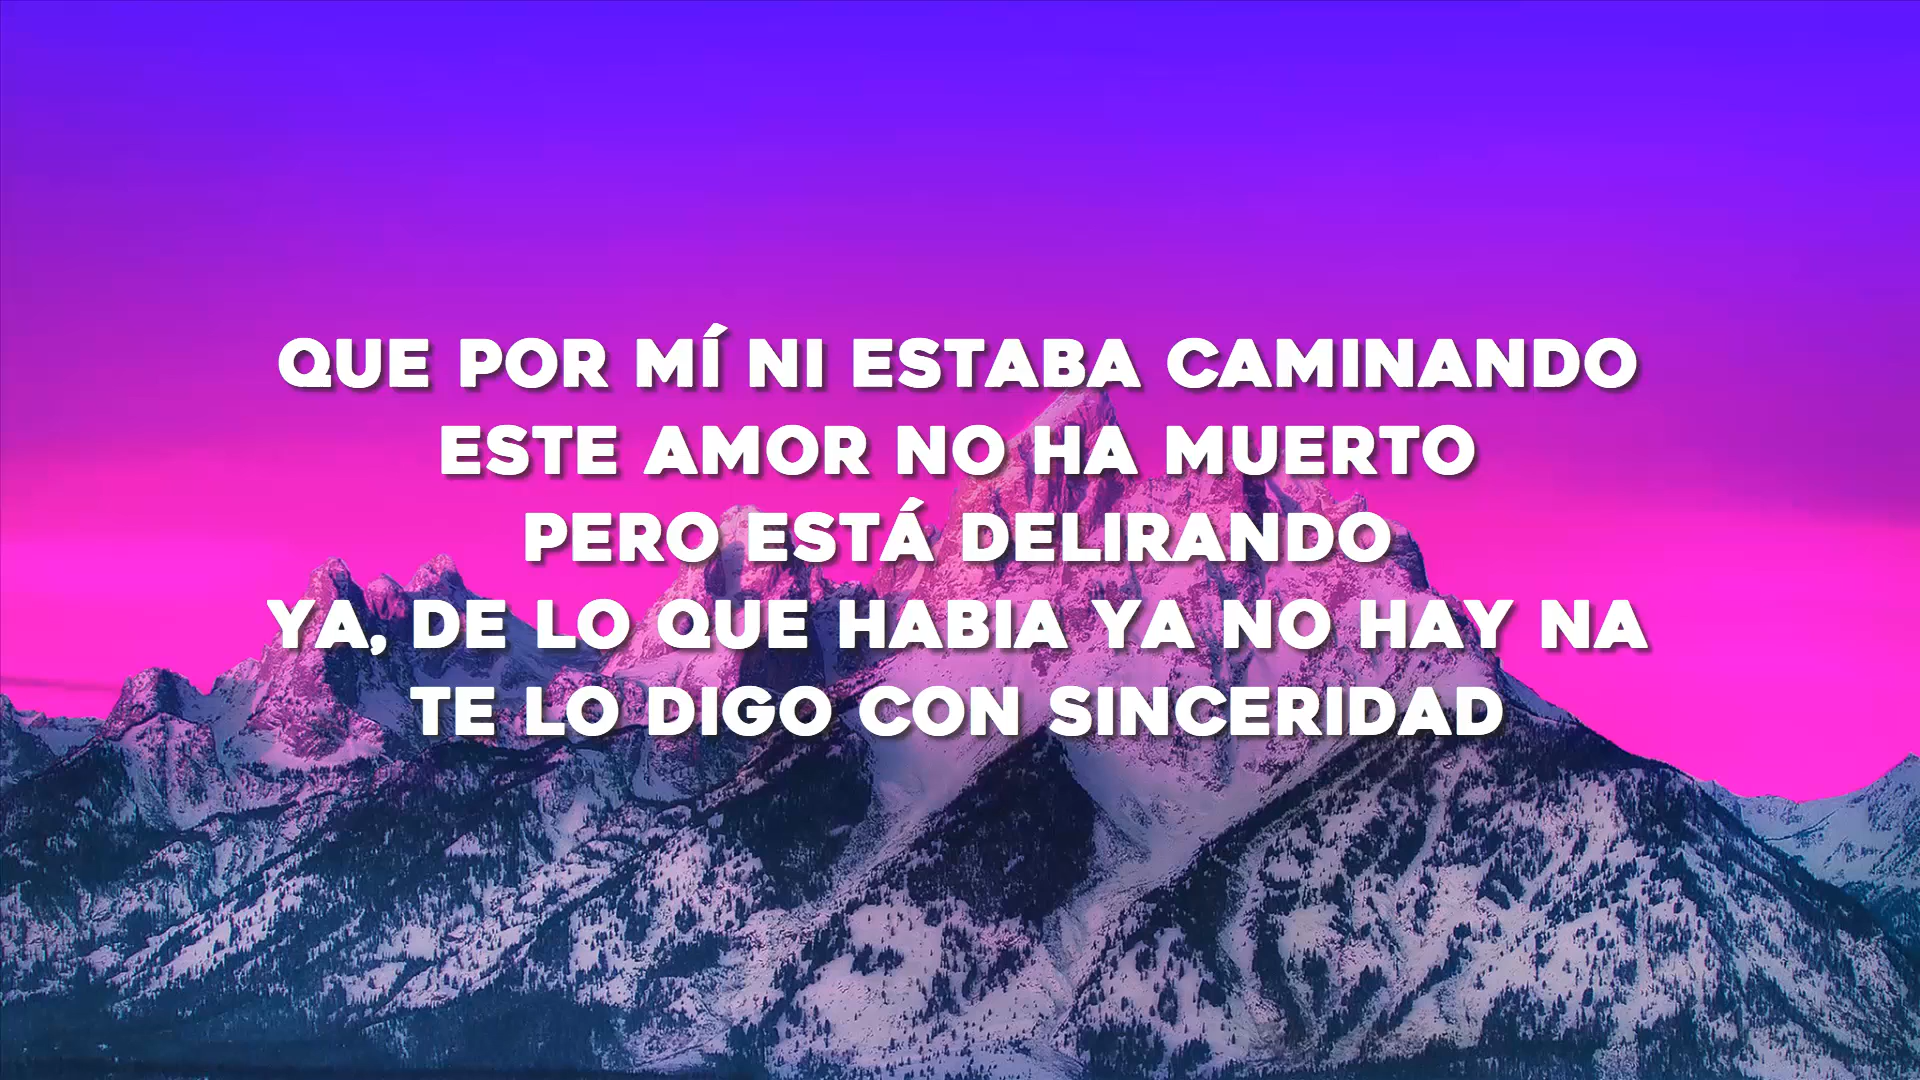 QUE POR MÍ NI ESTABA CAMINANDO
ESTE AMOR NO HA MUERTO
PERO ESTÁ DELIRANDO
YA, DE LO QUE HABIA YA NO HAY NA
TE LO DIGO CON SINCERIDAD